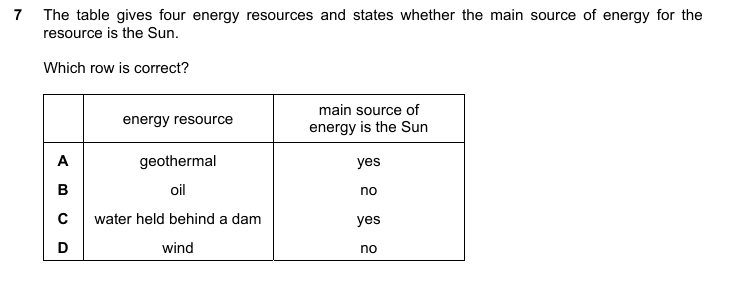 7 The table gives four energy resources and states whether the main source of energy for the
resource is the Sun.
Which row is correct?
energy resource main source of
energy is the Sun
A geothermal yes
B oil no
C water held behind a dam yes
D wind no